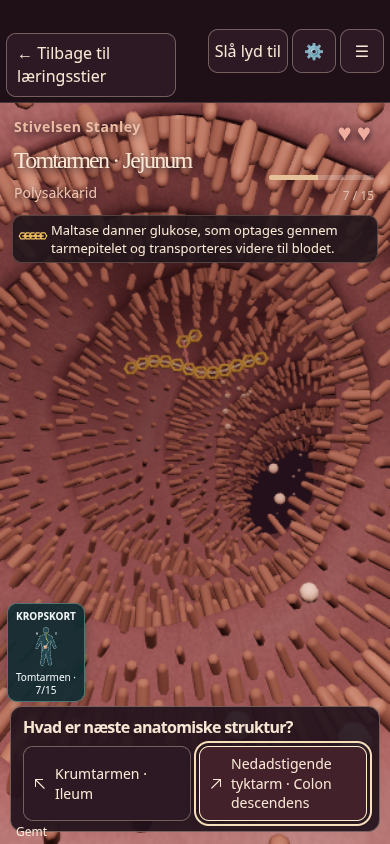 ← Tilbage til
læringsstier
Slå lyd til
Stivelsen Stanley
Tomtarmen · Jejunum
7 / 15
Polysakkarid
Maltase danner glukose, som optages gennem
tarmepitelet og transporteres videre til blodet.
KROPSKORT
Tomtarmen ·
7/15
Hvad er næste anatomiske struktur?
Krumtarmen ·
Ileum
Nedadstigende
tyktarm · Colon
descendens
Gemt